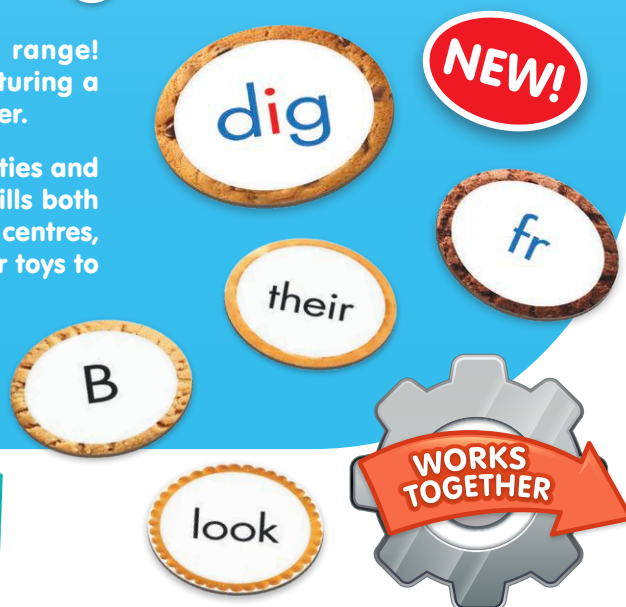 range!
turing a
er.
ties and
ills both
centres,
r toys to
dig
NEW!
fr
their
B
look
WORKS
TOGETHER